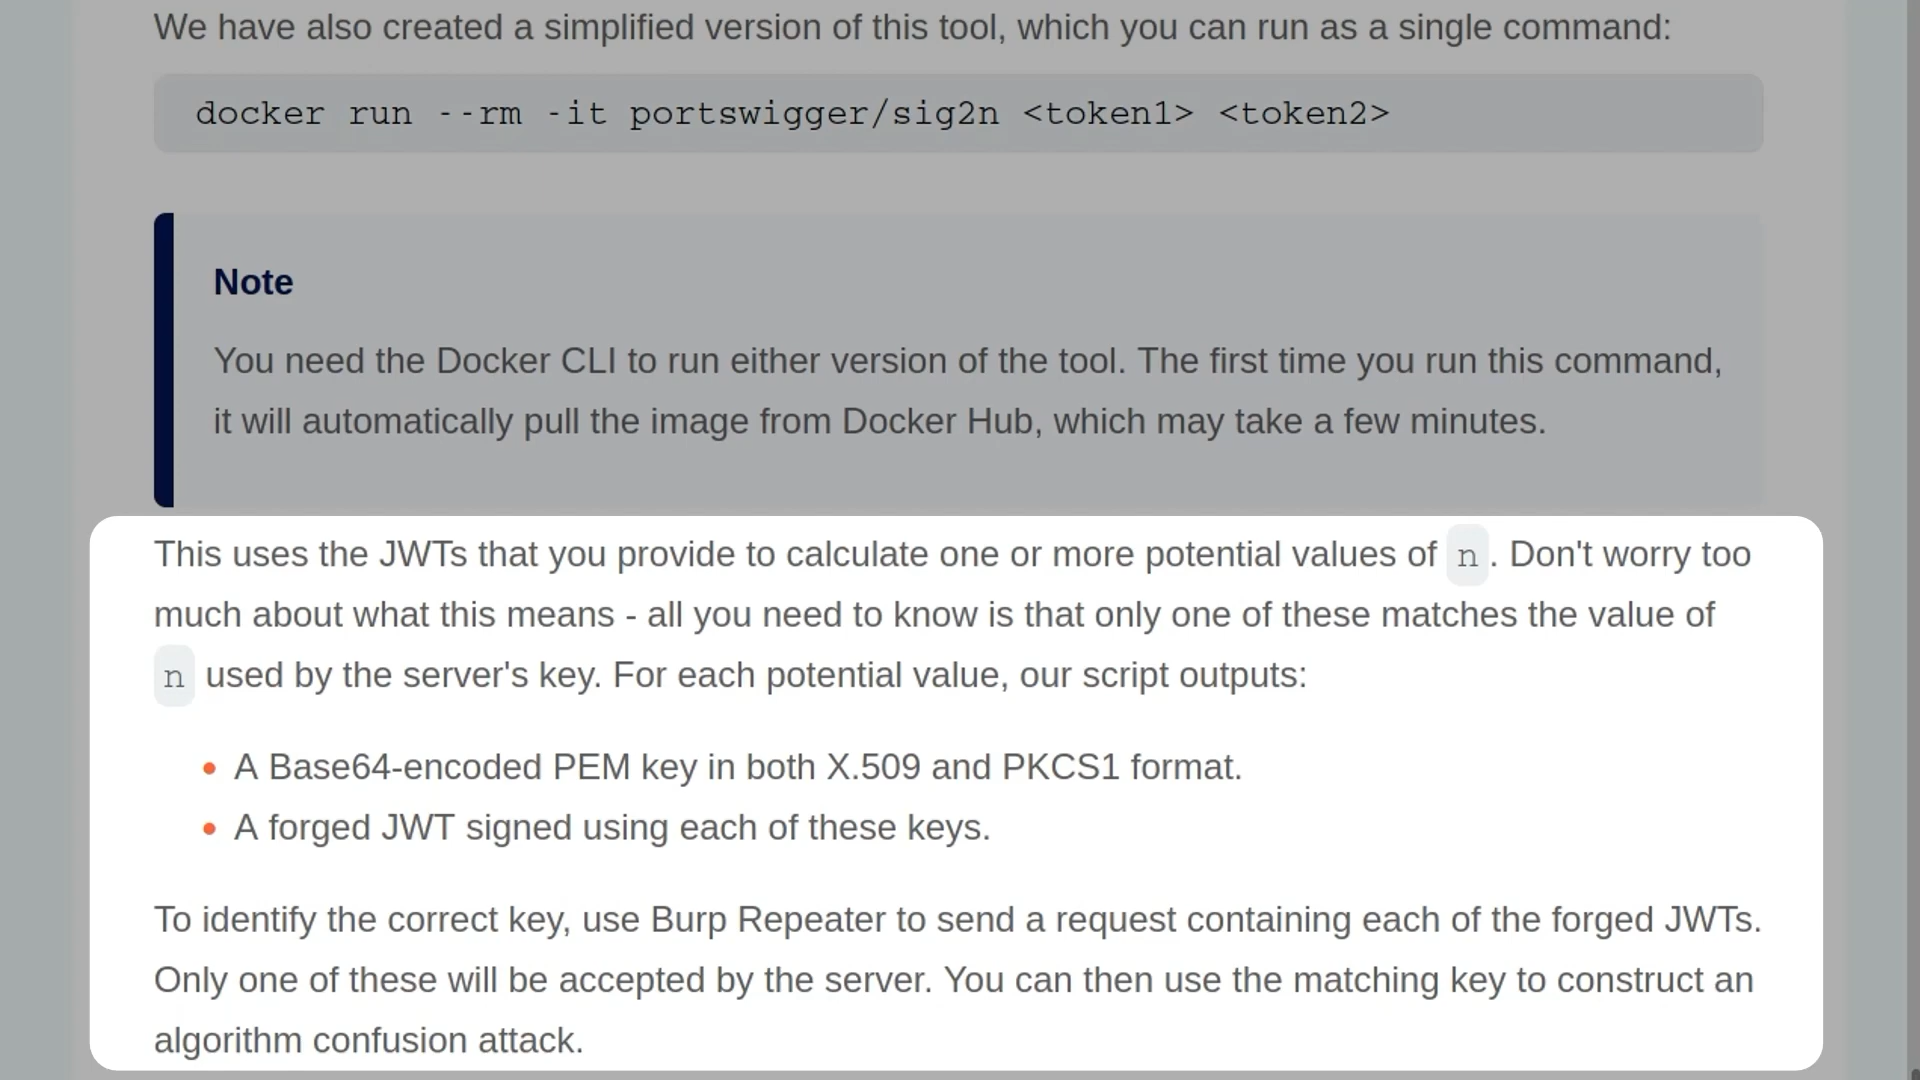 We have also created a simplified version of this tool, which you can run as a single command:
docker run --rm -it portswigger/sig2n <token1> <token2>
Note
You need the Docker CLI to run either version of the tool. The first time you run this command,
it will automatically pull the image from Docker Hub, which may take a few minutes.
This uses the JWTs that you provide to calculate one or more potential values of n. Don't worry too
much about what this means - all you need to know is that only one of these matches the value of
n used by the server's key. For each potential value, our script outputs:
• A Base64-encoded PEM key in both X.509 and PKCS1 format.
• A forged JWT signed using each of these keys.
To identify the correct key, use Burp Repeater to send a request containing each of the forged JWTs.
Only one of these will be accepted by the server. You can then use the matching key to construct an
algorithm confusion attack.